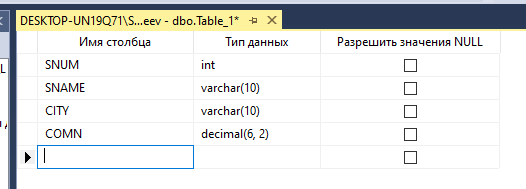 DESKTOP-UN19Q71\S...eev - dbo.Table_1*
Имя столбца Тип данных Разрешить значения NULL
SNUM int
SNAME varchar(10)
CITY varchar(10)
COMN decimal(6, 2)